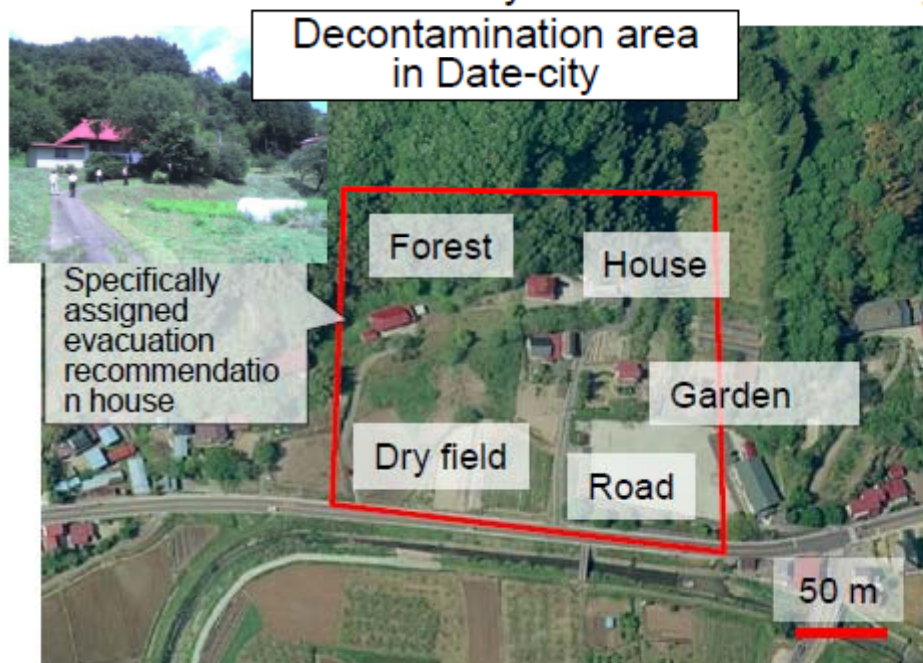 Decontamination area
in Date-city
Forest
House
Specifically
assigned
evacuation
recommendatio
n house
Garden
Dry field
Road
50 m